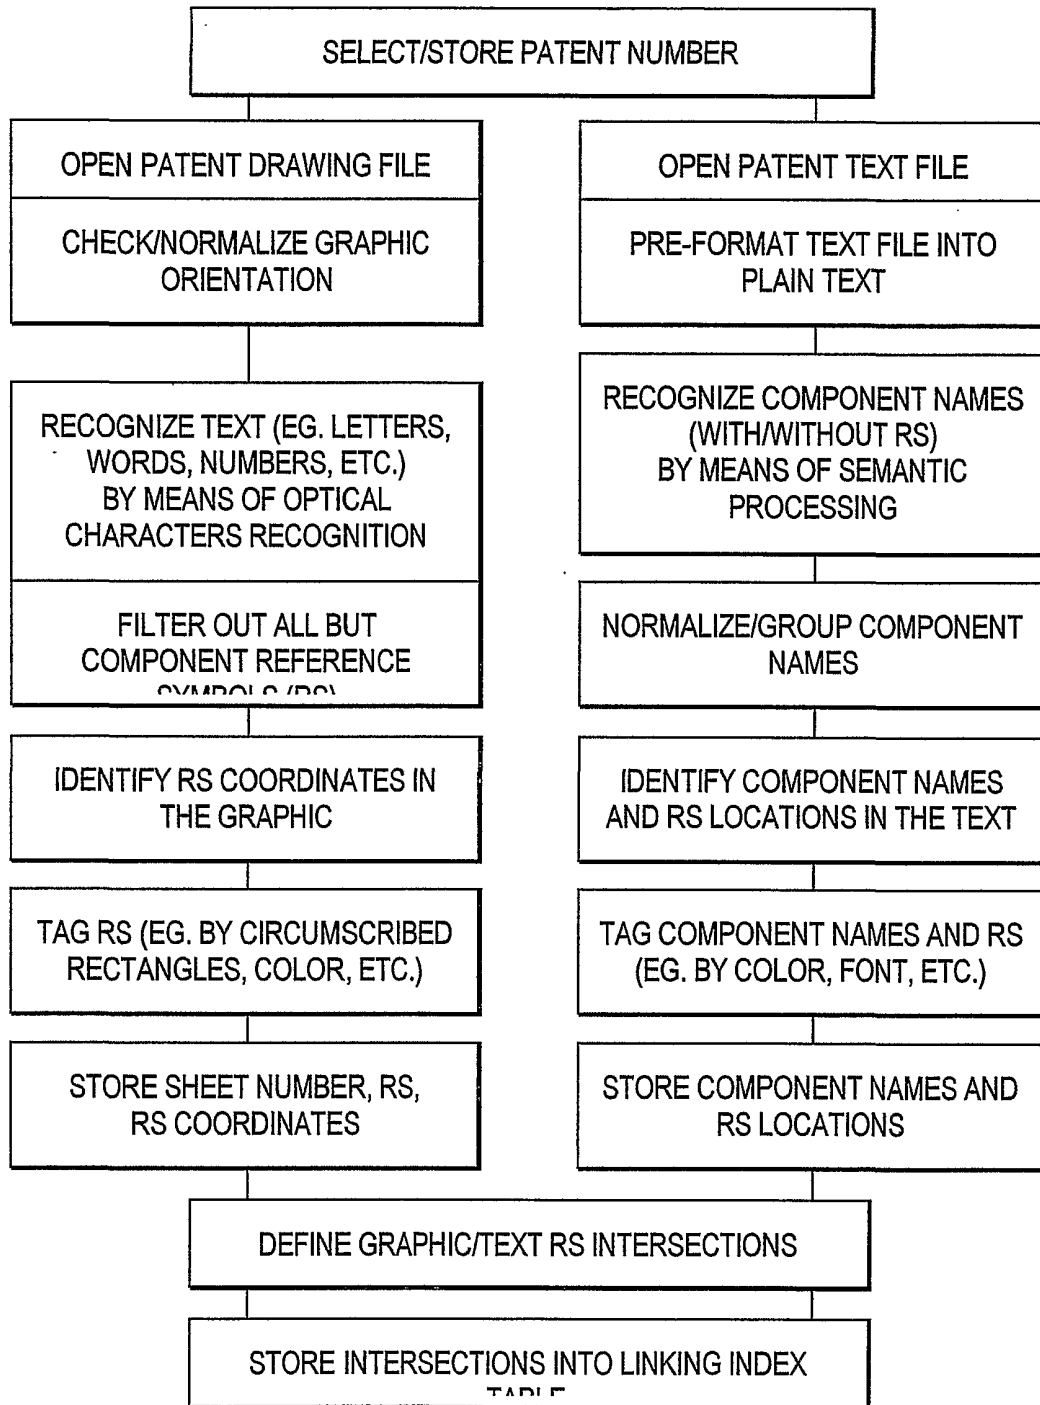 SELECT/STORE PATENT NUMBER
OPEN PATENT DRAWING FILE
CHECK/NORMALIZE GRAPHIC
ORIENTATION
RECOGNIZE TEXT (EG. LETTERS,
WORDS, NUMBERS, ETC.)
BY MEANS OF OPTICAL
CHARACTERS RECOGNITION
FILTER OUT ALL BUT
COMPONENT REFERENCE
SYMBOLS (RS)
IDENTIFY RS COORDINATES IN
THE GRAPHIC
TAG RS (EG. BY CIRCUMSCRIBED
RECTANGLES, COLOR, ETC.)
STORE SHEET NUMBER, RS,
RS COORDINATES
OPEN PATENT TEXT FILE
PRE-FORMAT TEXT FILE INTO
PLAIN TEXT
RECOGNIZE COMPONENT NAMES
(WITH/WITHOUT RS)
BY MEANS OF SEMANTIC
PROCESSING
NORMALIZE/GROUP COMPONENT
NAMES
IDENTIFY COMPONENT NAMES
AND RS LOCATIONS IN THE TEXT
TAG COMPONENT NAMES AND RS
(EG. BY COLOR, FONT, ETC.)
STORE COMPONENT NAMES AND
RS LOCATIONS
DEFINE GRAPHIC/TEXT RS INTERSECTIONS
STORE INTERSECTIONS INTO LINKING INDEX
TABLE